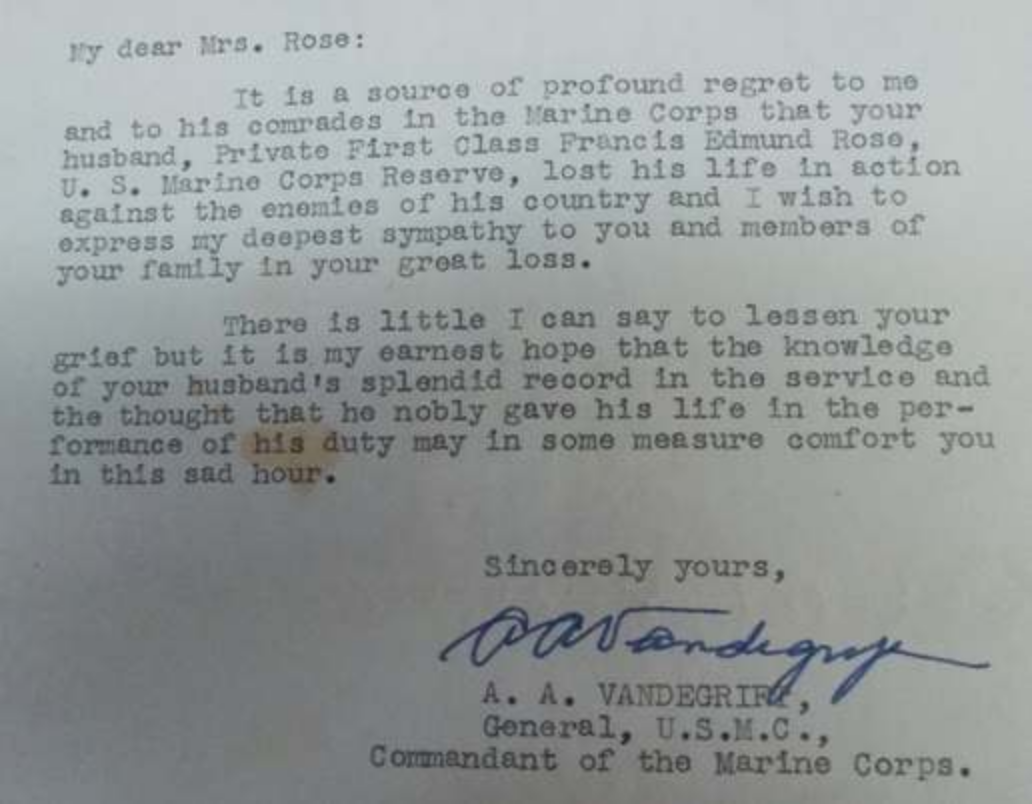 My dear Mrs. Rose:
It is a source of profound regret to me
and to his comrades in the Marine Corps that your
husband, Private First Class Francis Edmund Rose,
U. S. Marine Corps Reserve, lost his life in action
against the enemies of his country and I wish to
express my deepest sympathy to you and members of
your family in your great loss.
There is little I can say to lessen your
grief but it is my earnest hope that the knowledge
of your husband's splendid record in the service and
the thought that he nobly gave his life in the per-
formance of his duty may in some measure comfort you
in this sad hour.
Sincerely yours,
A A Vandegrift
A. A. VANDEGRIFT,
General, U.S.M.C.,
Commandant of the Marine Corps.